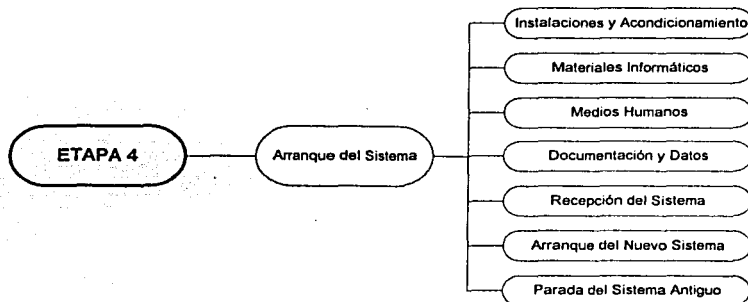 ETAPA 4
Arranque del Sistema
Instalaciones y Acondicionamiento
Materiales Informáticos
Medios Humanos
Documentación y Datos
Recepción del Sistema
Arranque del Nuevo Sistema
Parada del Sistema Antiguo